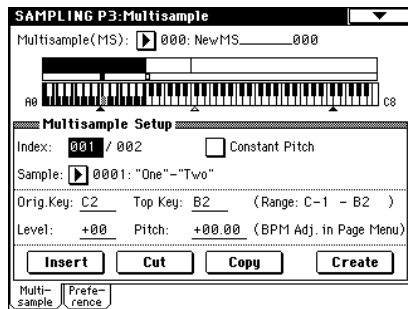 SAMPLING P3:Multisample
Multisample(MS): 000: NewMS______000
A0 C8
Multisample Setup
Index: 001 / 002 Constant Pitch
Sample: 0001: "One"-"Two"
Orig.Key: C2 Top Key: B2 (Range: C-1 - B2 )
Level: +00 Pitch: +00.00 (BPM Adj. in Page Menu)
Insert Cut Copy Create
Multi- Prefe-
sample rence